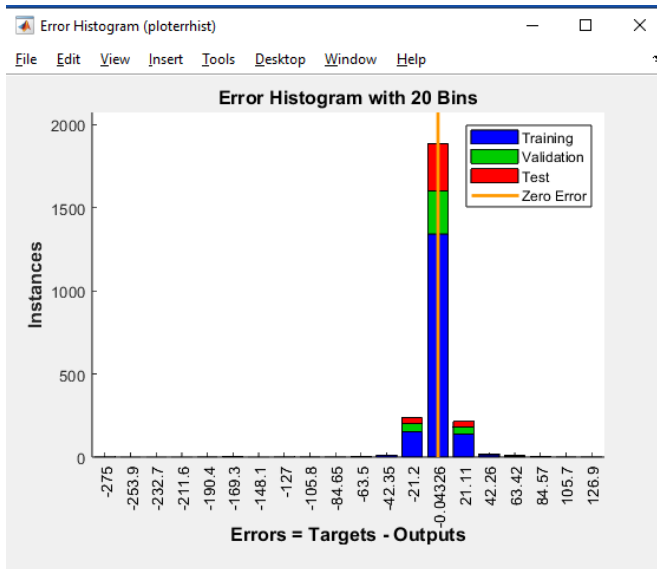 Error Histogram (ploterrhist)
File Edit View Insert Tools Desktop Window Help
Error Histogram with 20 Bins
2000
1500
1000
500
0
Instances
Training
Validation
Test
Zero Error
-275
-253.9
-232.7
-211.6
-190.4
-169.3
-148.1
-127
-105.8
-84.65
-63.5
-42.35
-21.2
-0.04326
21.11
42.26
63.42
84.57
105.7
126.9
Errors = Targets - Outputs